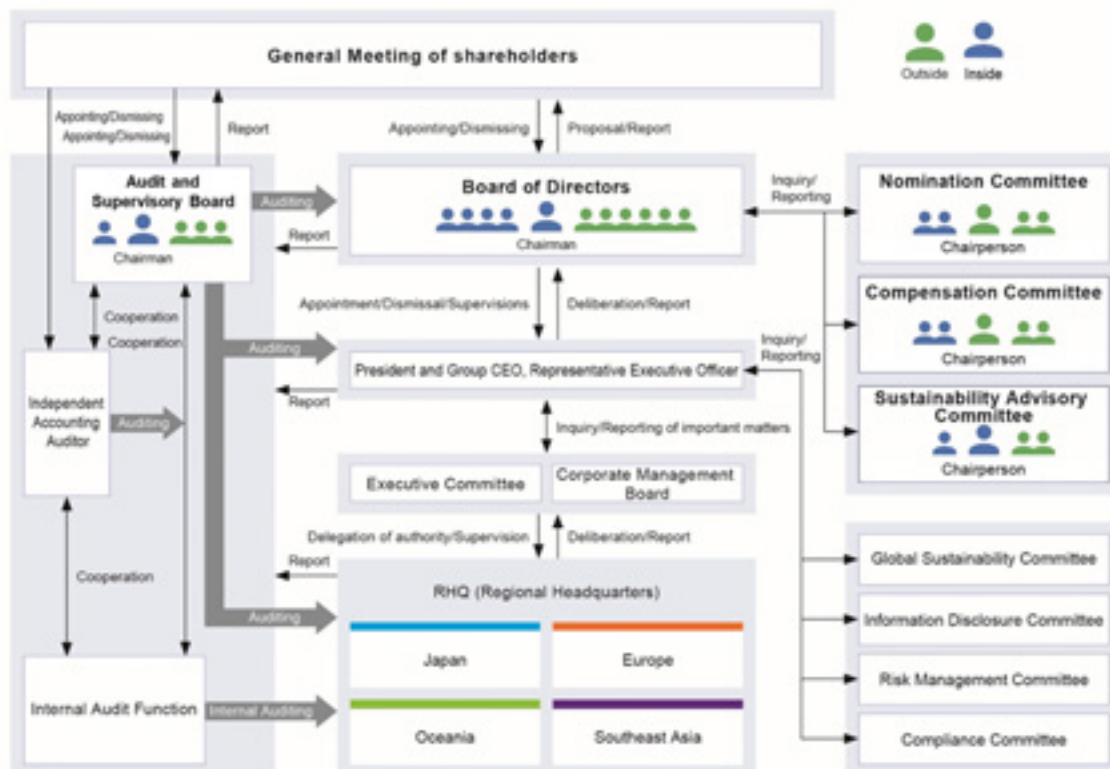 General Meeting of shareholders
Outside
Inside
Appointing/Dismissing
Appointing/Dismissing
Report
Appointing/Dismissing
Proposal/Report
Audit and
Supervisory Board
Chairman
Auditing
Report
Board of Directors
Chairman
Inquiry/
Reporting
Nomination Committee
Chairperson
Cooperation
Cooperation
Appointment/Dismissal/Supervisions
Deliberation/Report
Compensation Committee
Chairperson
Auditing
Report
President and Group CEO, Representative Executive Officer
Inquiry/
Reporting
Independent
Accounting
Auditor
Auditing
Sustainability Advisory
Committee
Chairperson
Inquiry/Reporting of important matters
Executive Committee
Corporate Management
Board
Delegation of authority/Supervision
Deliberation/Report
Report
Cooperation
RHQ (Regional Headquarters)
Auditing
Japan
Europe
Oceania
Southeast Asia
Internal Audit Function
Internal Auditing
Global Sustainability Committee
Information Disclosure Committee
Risk Management Committee
Compliance Committee